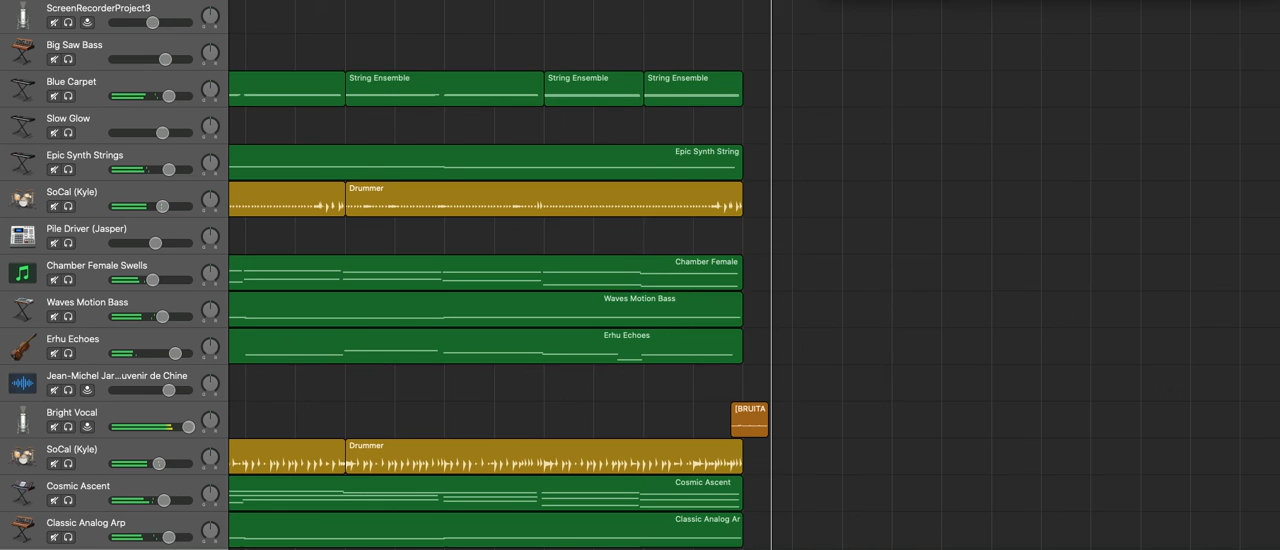 ScreenRecorderProject3
Big Saw Bass
Blue Carpet
String Ensemble
String Ensemble
String Ensemble
Slow Glow
Epic Synth Strings
Epic Synth String
SoCal (Kyle)
Drummer
Pile Driver (Jasper)
Chamber Female Swells
Chamber Female
Waves Motion Bass
Waves Motion Bass
Erhu Echoes
Erhu Echoes
Jean-Michel Jar...uvenir de Chine
Bright Vocal
[BRUITA
SoCal (Kyle)
Drummer
Cosmic Ascent
Cosmic Ascent
Classic Analog Arp
Classic Analog Ar